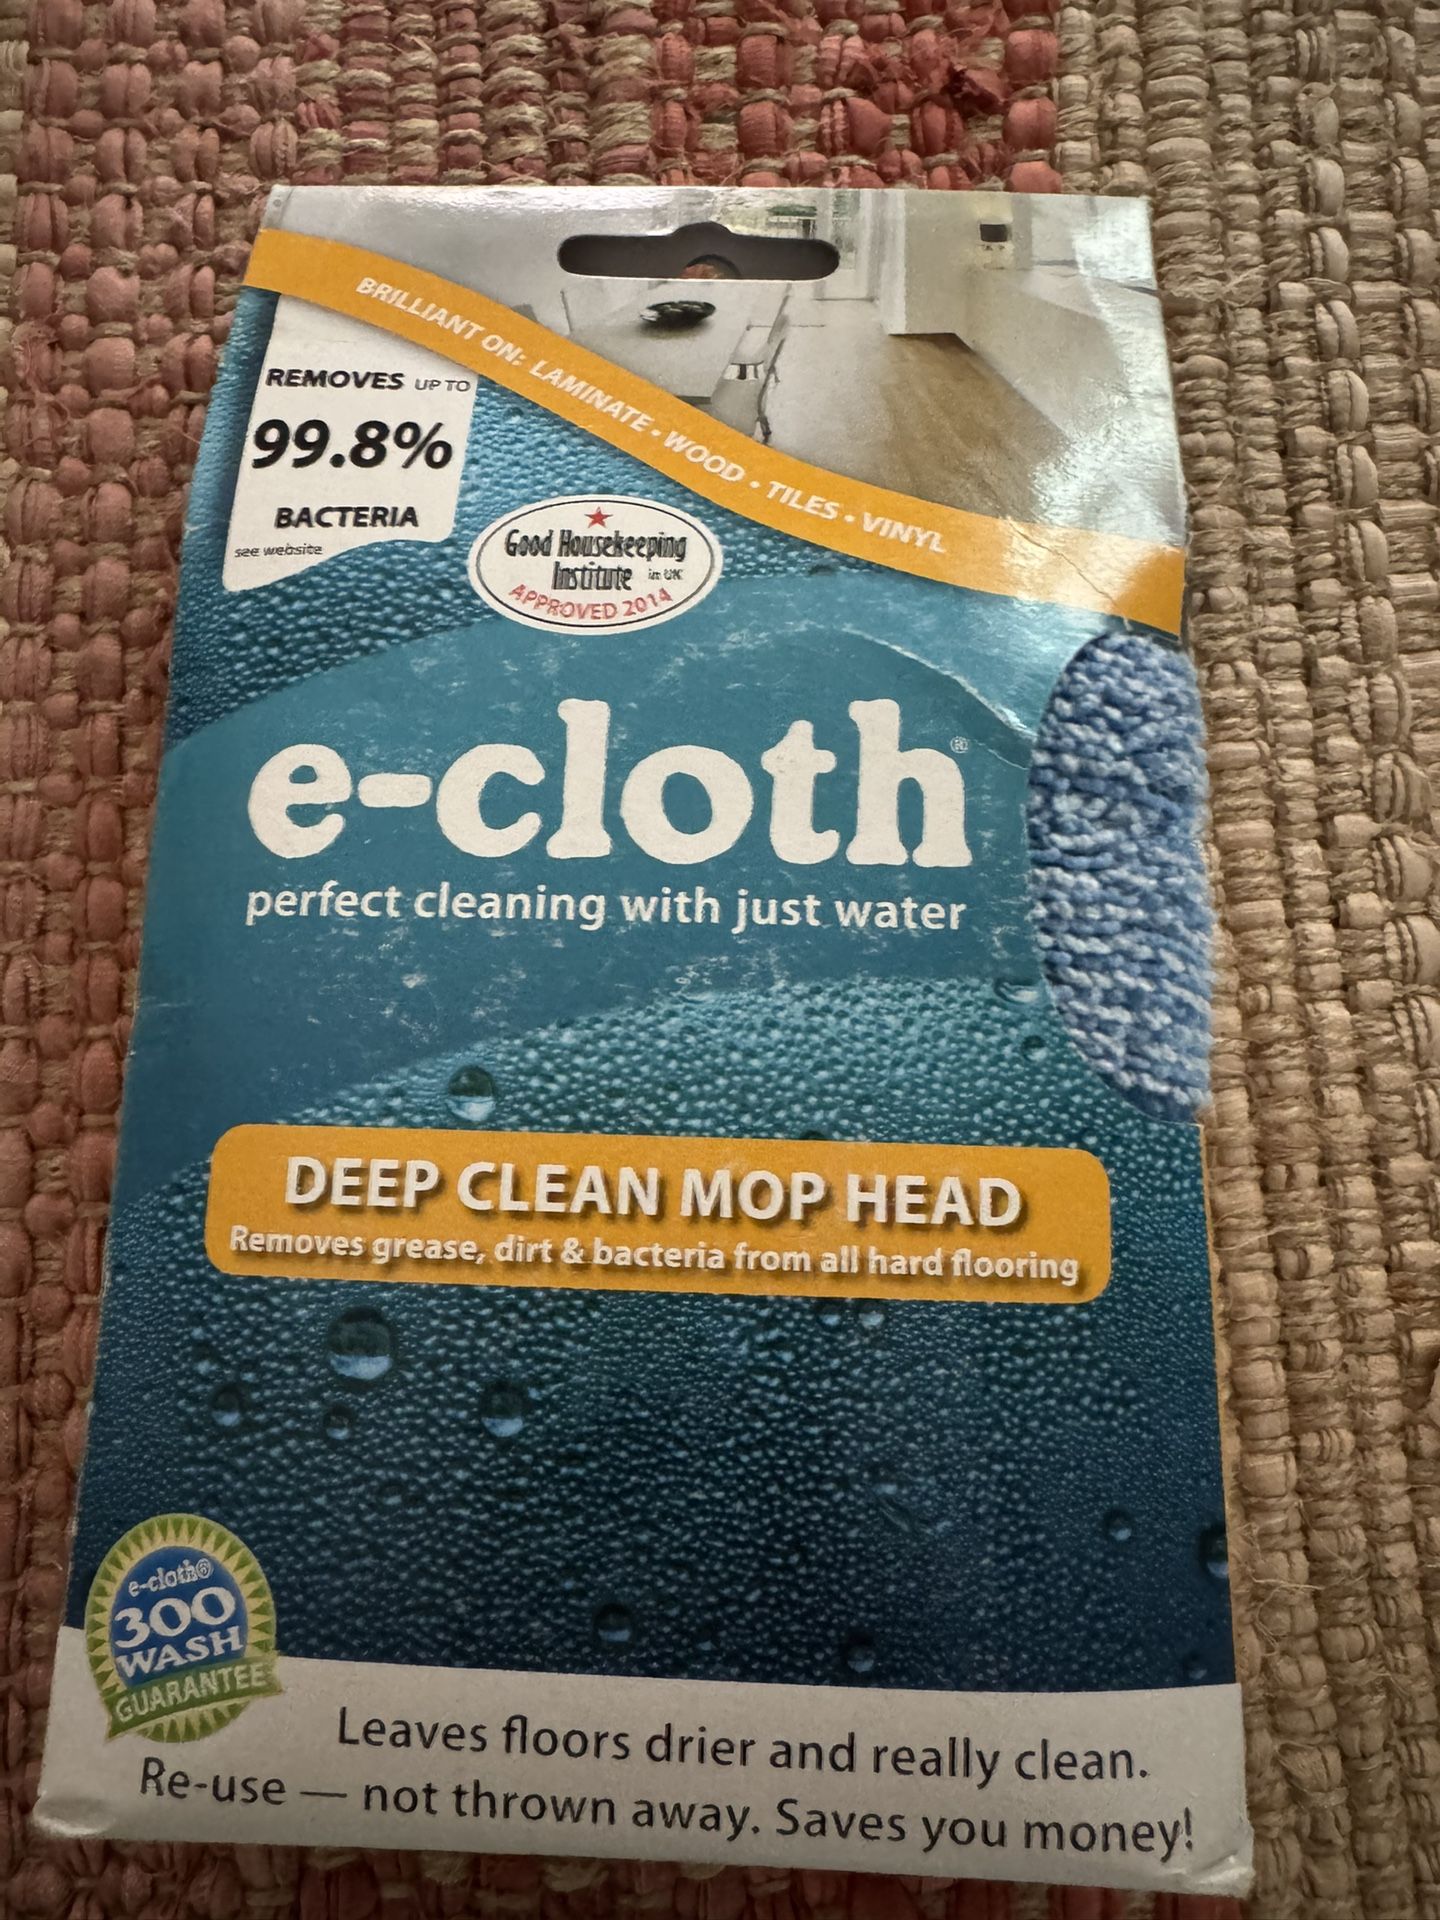 BRILLIANT ON: LAMINATE • WOOD • TILES • VINYL
REMOVES UP TO
99.8%
BACTERIA
see website
Good Housekeeping
Institute in UK
APPROVED 2014
e-cloth®
perfect cleaning with just water
DEEP CLEAN MOP HEAD
Removes grease, dirt & bacteria from all hard flooring
e-cloth®
300
WASH
GUARANTEE
Leaves floors drier and really clean.
Re-use — not thrown away. Saves you money!